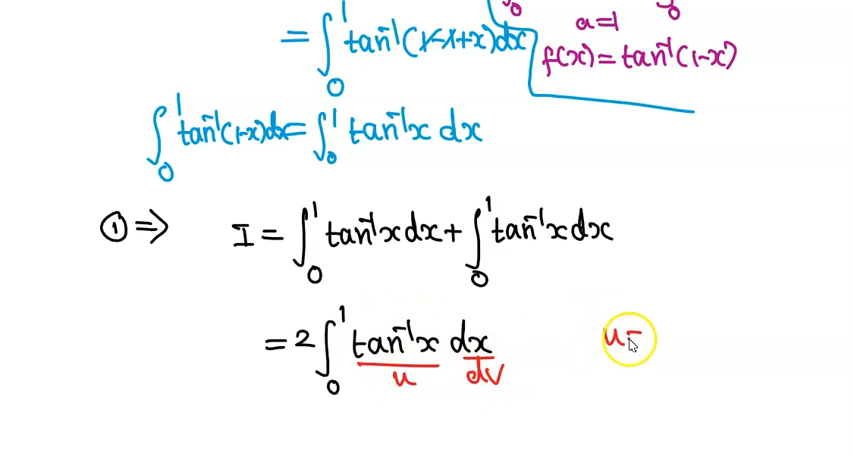 = ∫₀¹ tan⁻¹(1-1+x)dx
a=1
f(x) = tan⁻¹(1-x)
∫₀¹ tan⁻¹(1-x)dx = ∫₀¹ tan⁻¹x dx
① ⇒ I = ∫₀¹ tan⁻¹x dx + ∫₀¹ tan⁻¹x dx
= 2 ∫₀¹ tan⁻¹x dx
u dv
u=